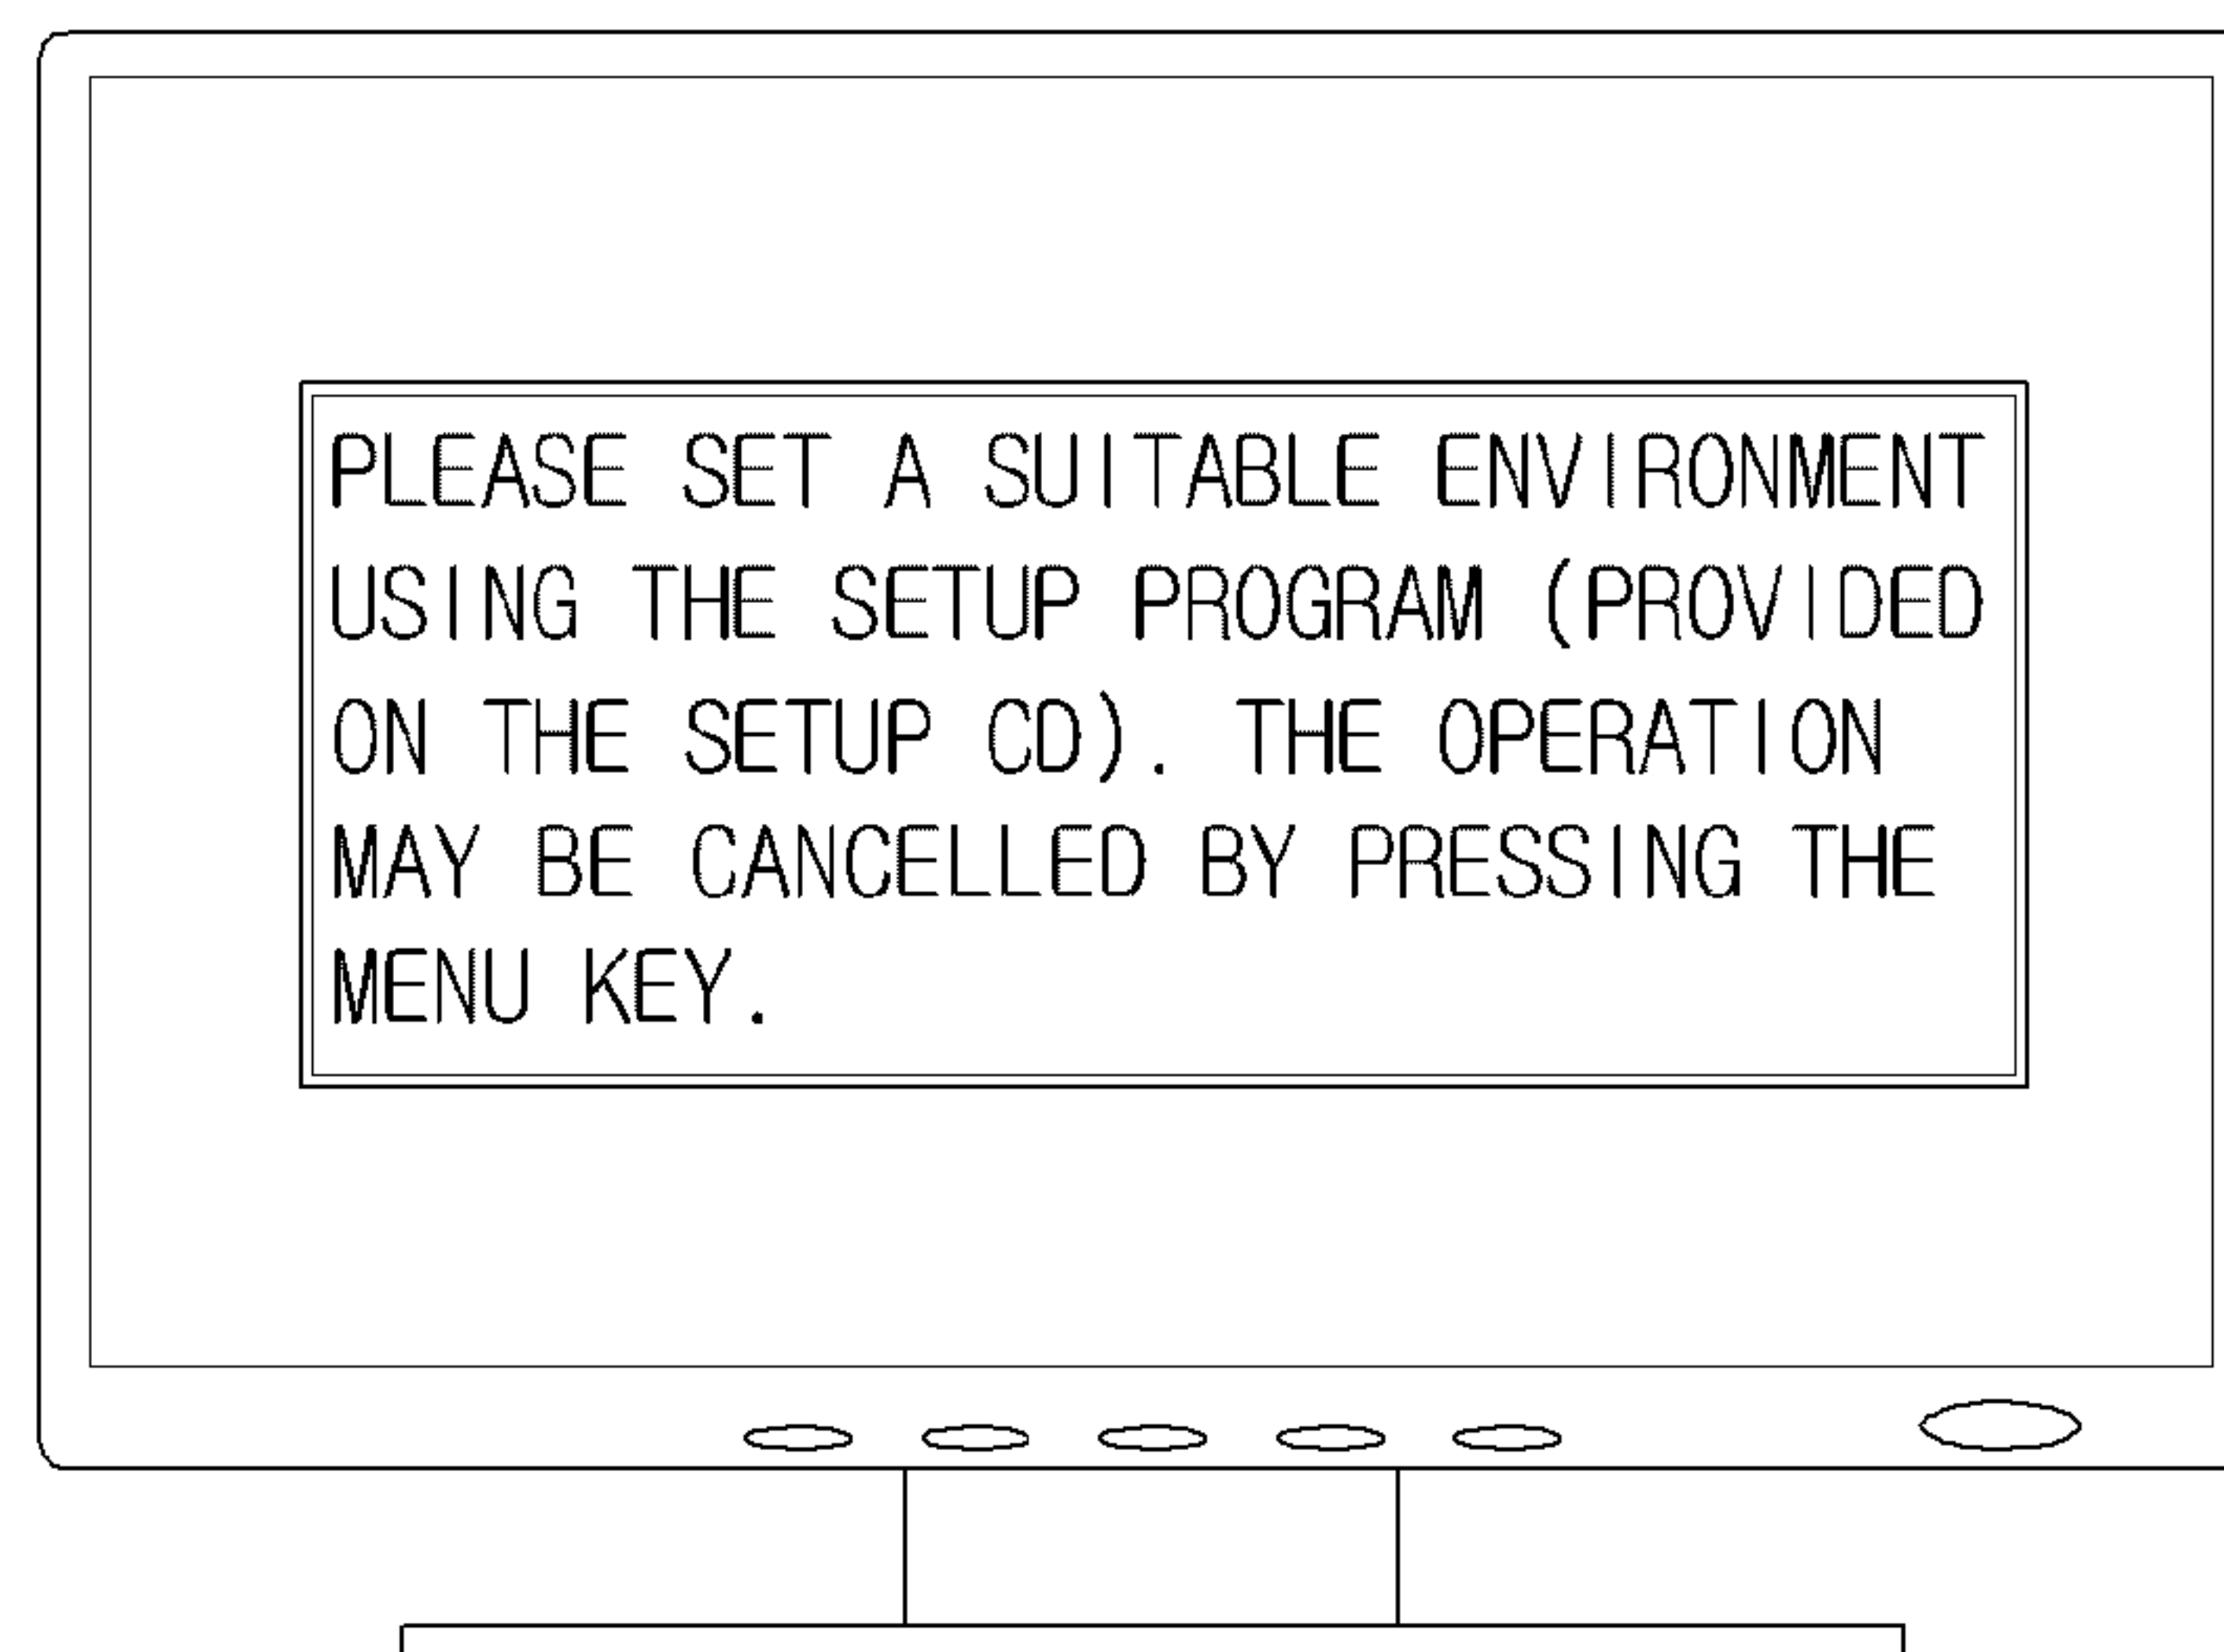 PLEASE SET A SUITABLE ENVIRONMENT
USING THE SETUP PROGRAM (PROVIDED
ON THE SETUP CD). THE OPERATION
MAY BE CANCELLED BY PRESSING THE
MENU KEY.